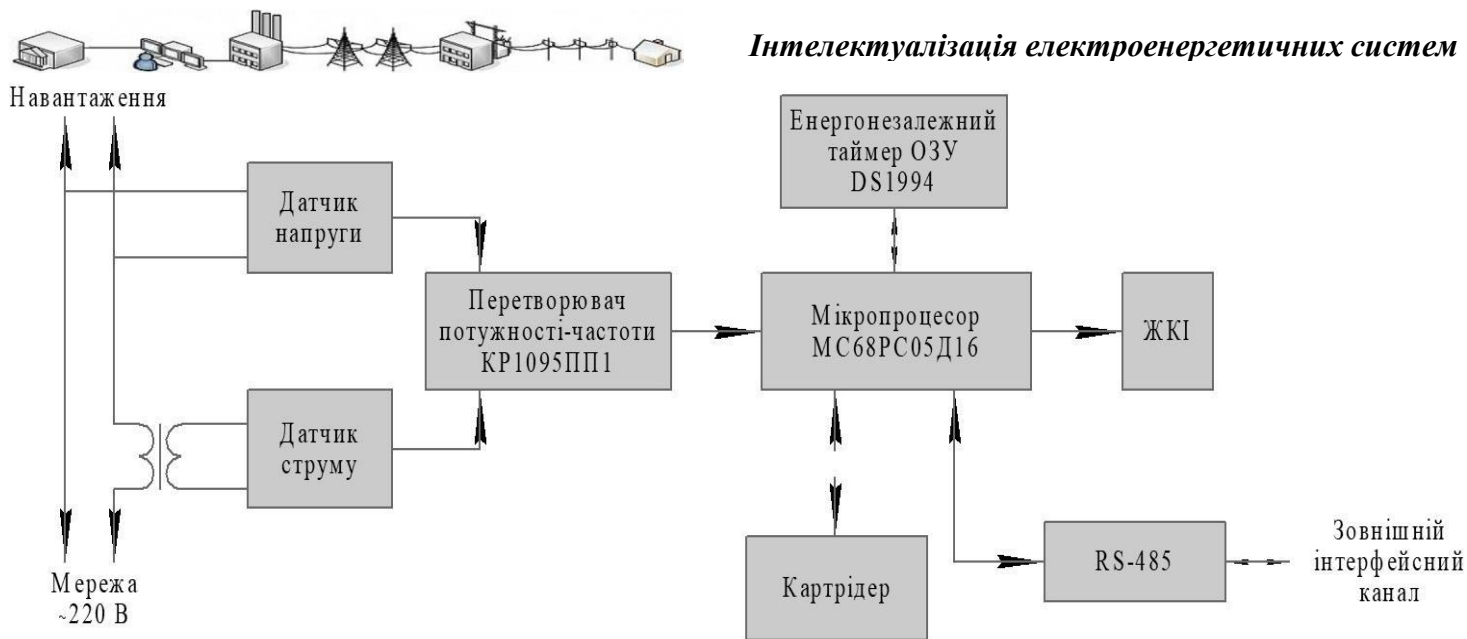 Інтелектуалізація електроенергетичних систем
Навантаження
Енергонезалежний
таймер ОЗУ
DS1994
Датчик
напруги
Перетворювач
потужності-частоти
КР1095ПП1
Мікропроцесор
МС68РС05Д16
ЖКІ
Датчик
струму
Картрідер
RS-485
Зовнішній
інтерфейсний
канал
Мережа
~220 В